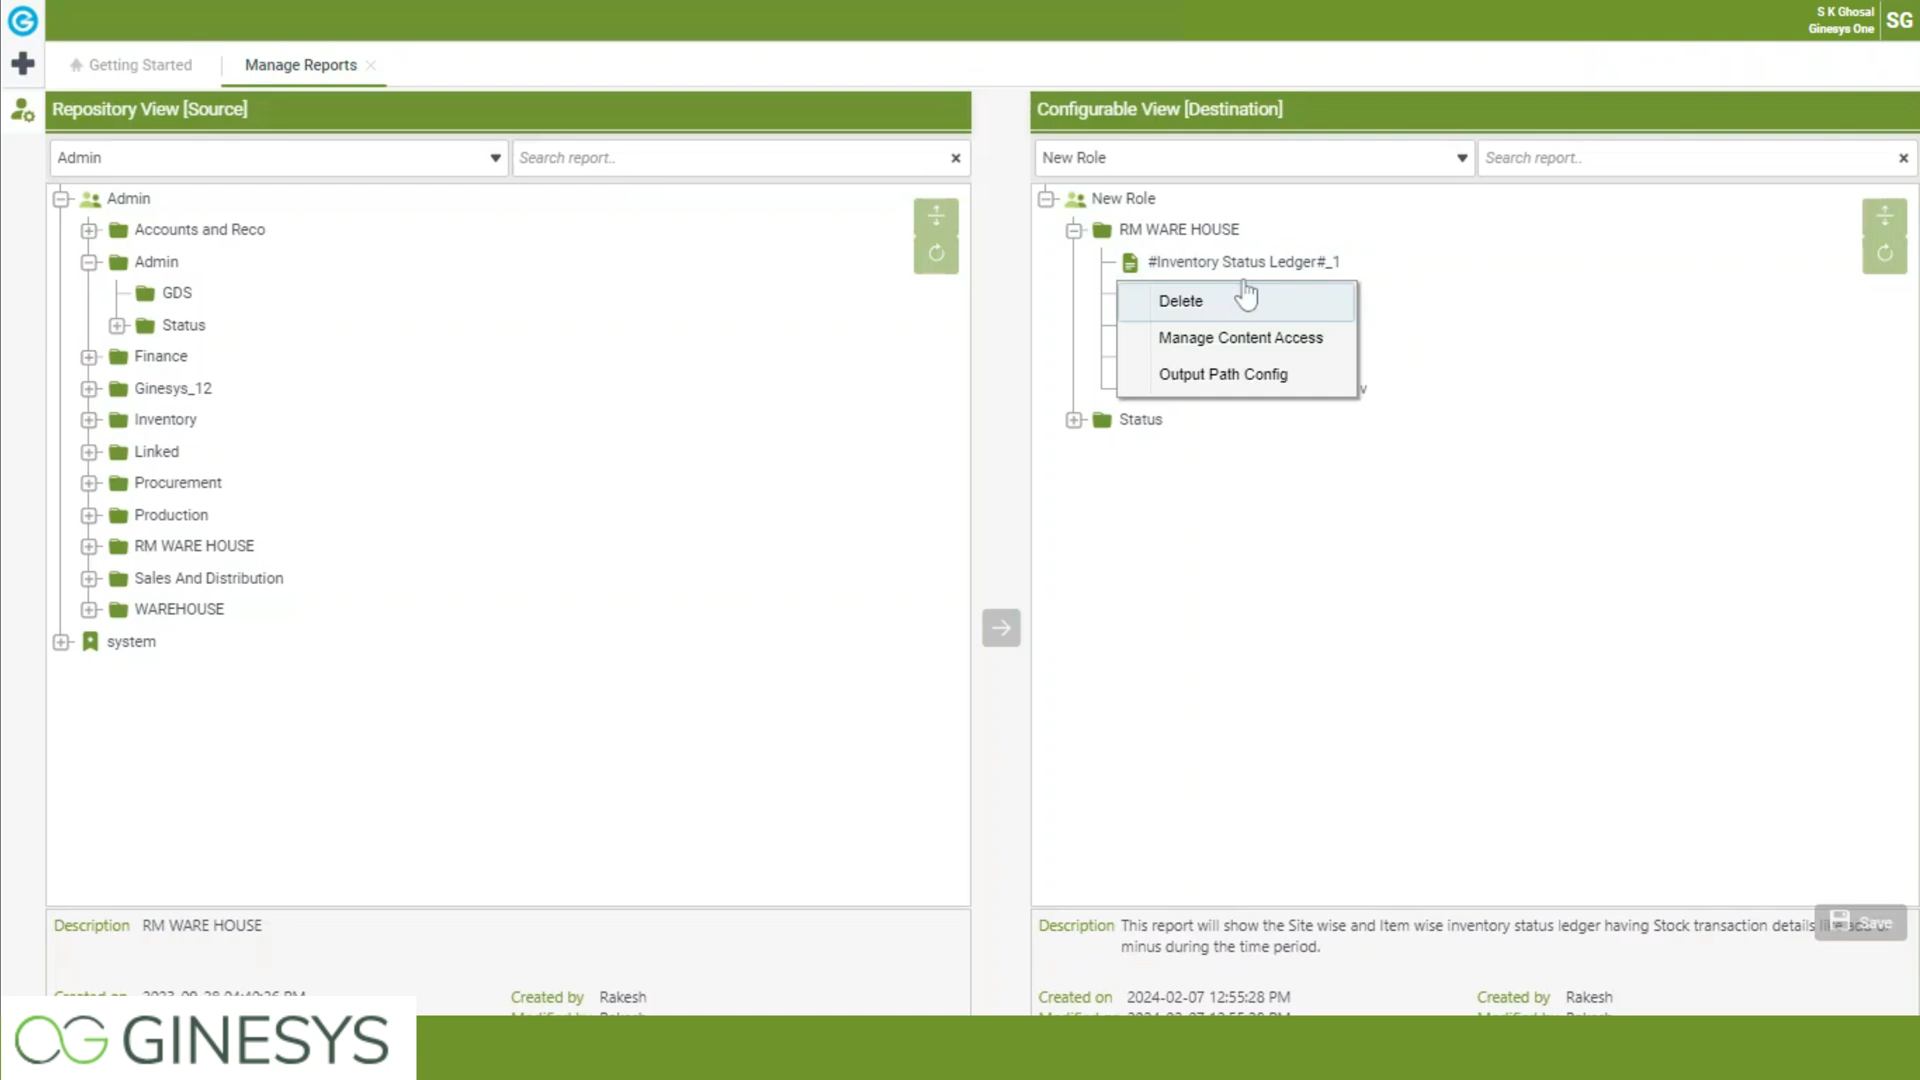 S K Ghosal
Ginesys One
SG
Getting Started
Manage Reports
Repository View [Source]
Configurable View [Destination]
Admin
Search report..
New Role
Search report..
Admin
Accounts and Reco
Admin
GDS
Status
Finance
Ginesys_12
Inventory
Linked
Procurement
Production
RM WARE HOUSE
Sales And Distribution
WAREHOUSE
system
New Role
RM WARE HOUSE
#Inventory Status Ledger#_1
Delete
Manage Content Access
Output Path Config
Status
Description RM WARE HOUSE
Created by Rakesh
Description This report will show the Site wise and Item wise inventory status ledger having Stock transaction details
minus during the time period.
Save
Created on 2024-02-07 12:55:28 PM
Created by Rakesh
GINESYS